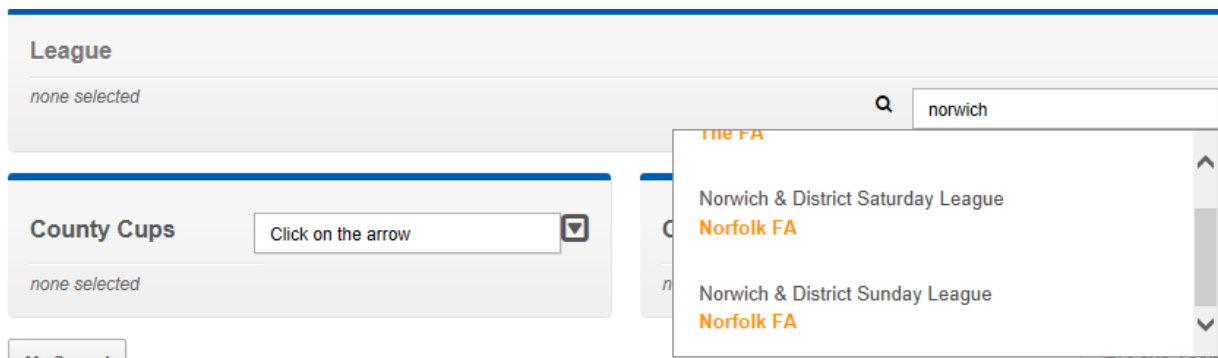 League
none selected
norwich
The FA
Norwich & District Saturday League
Norfolk FA
Norwich & District Sunday League
Norfolk FA
County Cups
Click on the arrow
none selected